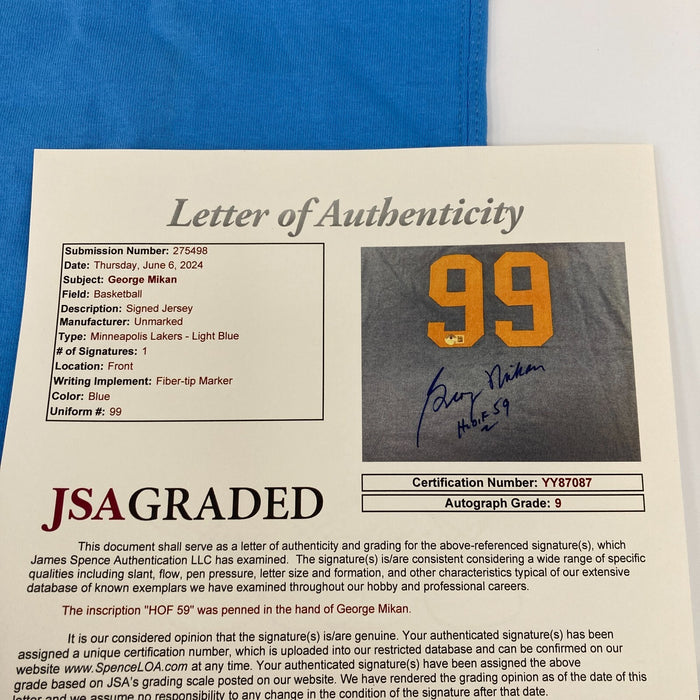 Letter of Authenticity
Submission Number: 275498
Date: Thursday, June 6, 2024
Subject: George Mikan
Field: Basketball
Description: Signed Jersey
Manufacturer: Unmarked
Type: Minneapolis Lakers - Light Blue
# of Signatures: 1
Location: Front
Writing Implement: Fiber-tip Marker
Color: Blue
Uniform #: 99
99
George Mikan
H.O.F 59
Certification Number: YY87087
Autograph Grade: 9
JSAGRADED
This document shall serve as a letter of authenticity and grading for the above-referenced signature(s), which
James Spence Authentication LLC has examined. The signature(s) is/are consistent considering a wide range of specific
qualities including slant, flow, pen pressure, letter size and formation, and other characteristics typical of our extensive
database of known exemplars we have examined throughout our hobby and professional careers.
The inscription "HOF 59" was penned in the hand of George Mikan.
It is our considered opinion that the signature(s) is/are genuine. Your authenticated signature(s) has been
assigned a unique certification number, which is uploaded into our restricted database and can be confirmed on our
website www.SpenceLOA.com at any time. Your authenticated signature(s) have been assigned the above
grade based on JSA's grading scale posted on our website. We have rendered the grading opinion as of the date of this
letter and we assume no responsibility to any change in the condition of the signature after that date.